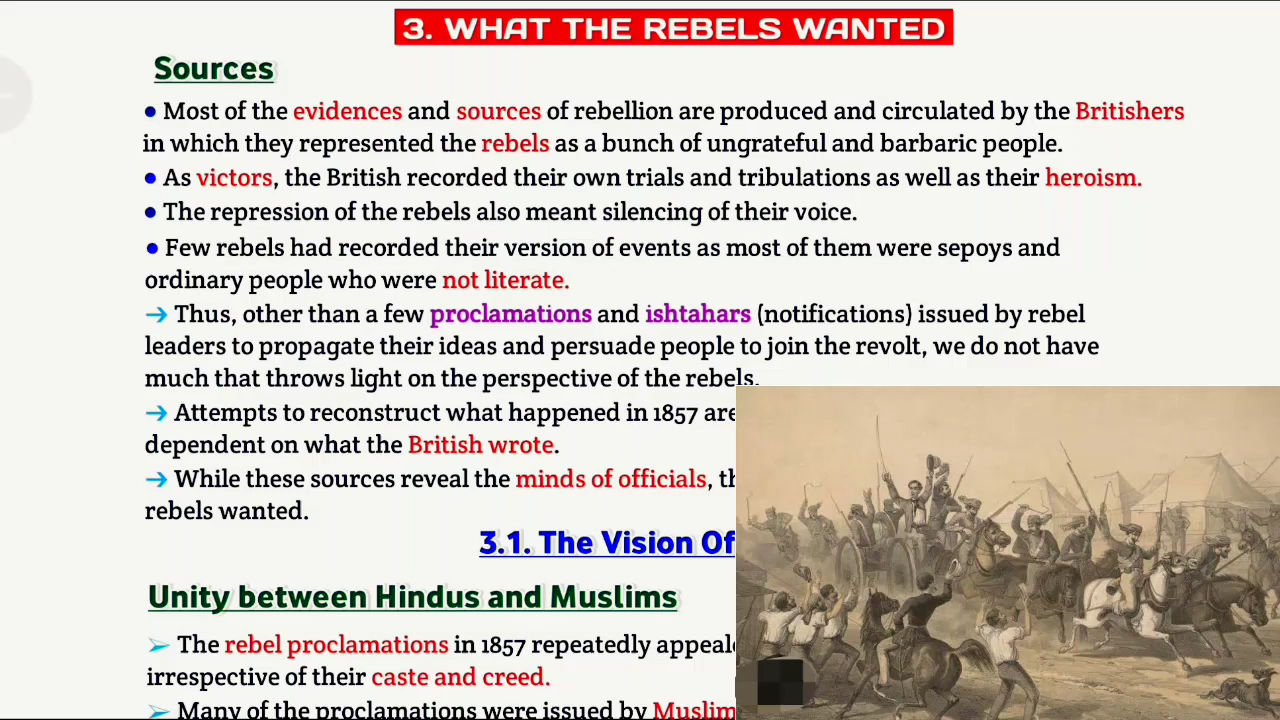 3. WHAT THE REBELS WANTED
Sources
● Most of the evidences and sources of rebellion are produced and circulated by the Britishers
in which they represented the rebels as a bunch of ungrateful and barbaric people.
● As victors, the British recorded their own trials and tribulations as well as their heroism.
● The repression of the rebels also meant silencing of their voice.
● Few rebels had recorded their version of events as most of them were sepoys and
ordinary people who were not literate.
→ Thus, other than a few proclamations and ishtahars (notifications) issued by rebel
leaders to propagate their ideas and persuade people to join the revolt, we do not have
much that throws light on the perspective of the rebels.
→ Attempts to reconstruct what happened in 1857 are
dependent on what the British wrote.
→ While these sources reveal the minds of officials,
rebels wanted.
3.1. The Vision Of
Unity between Hindus and Muslims
➢ The rebel proclamations in 1857 repeatedly
irrespective of their caste and creed.
➢ Many of the proclamations were issued by Muslim